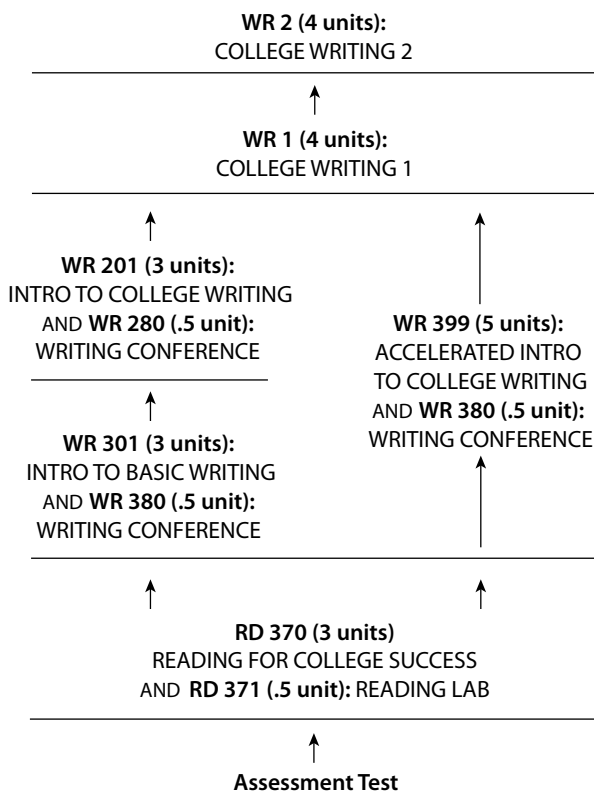 WR 2 (4 units):
COLLEGE WRITING 2
WR 1 (4 units):
COLLEGE WRITING 1
WR 201 (3 units):
INTRO TO COLLEGE WRITING
AND WR 280 (.5 unit):
WRITING CONFERENCE
WR 301 (3 units):
INTRO TO BASIC WRITING
AND WR 380 (.5 unit):
WRITING CONFERENCE
WR 399 (5 units):
ACCELERATED INTRO
TO COLLEGE WRITING
AND WR 380 (.5 unit):
WRITING CONFERENCE
RD 370 (3 units)
READING FOR COLLEGE SUCCESS
AND RD 371 (.5 unit): READING LAB
Assessment Test